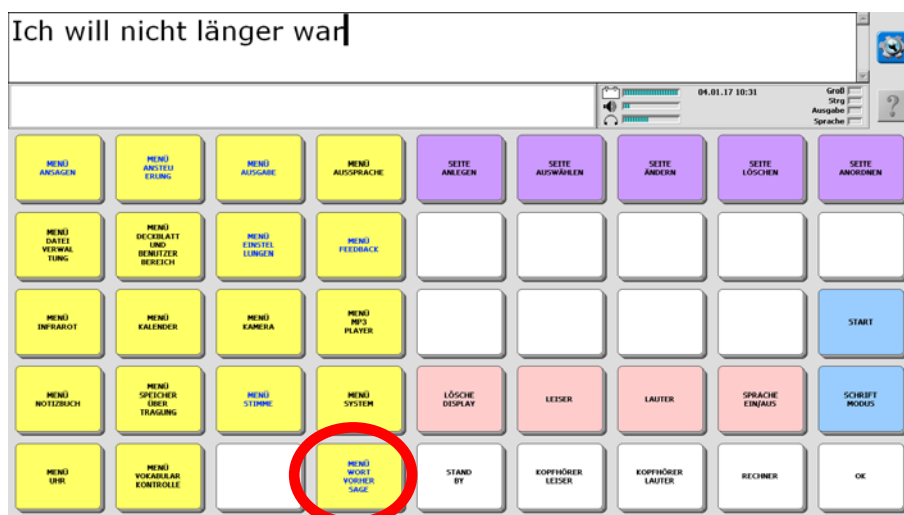 Ich will nicht länger war
04.01.17 10:31
Groß
Strg
Ausgabe
Sprache
?
MENÜ
ANSAGEN
MENÜ
ANSTEU
ERUNG
MENÜ
AUSGABE
MENÜ
AUSSPRACHE
SEITE
ANLEGEN
SEITE
AUSWÄHLEN
SEITE
ÄNDERN
SEITE
LÖSCHEN
SEITE
ANORDNEN
MENÜ
DATEI
VERWAL
TUNG
MENÜ
DECKBLATT
UND
BENUTZER
BEREICH
MENÜ
EINSTEL
LUNGEN
MENÜ
FEEDBACK
MENÜ
INFRAROT
MENÜ
KALENDER
MENÜ
KAMERA
MENÜ
MP3
PLAYER
START
MENÜ
NOTIZBUCH
MENÜ
SPEICHER
ÜBER
TRAGUNG
MENÜ
STIMME
MENÜ
SYSTEM
LÖSCHE
DISPLAY
LEISER
LAUTER
SPRACHE
EIN/AUS
SCHRIFT
MODUS
MENÜ
UHR
MENÜ
VOKABULAR
KONTROLLE
MENÜ
WORT
VORHER
SAGE
STAND
BY
KOPFHÖRER
LEISER
KOPFHÖRER
LAUTER
RECHNER
OK